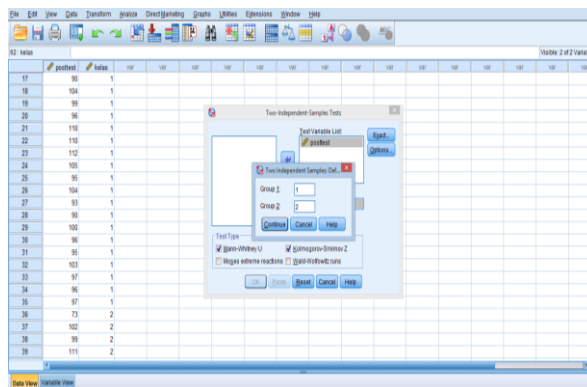 File Edit View Data Transform Analyze Direct Marketing Graphs Utilities Extensions Window Help
62 : kelas
Visible: 2 of 2 Varia
posttest kelas var var var var var var var var var var var var var
17 90 1
18 104 1
19 99 1
20 96 1
21 110 1
22 110 1
23 112 1
24 105 1
25 95 1
26 104 1
27 93 1
28 90 1
29 100 1
30 96 1
31 95 1
32 103 1
33 97 1
34 96 1
35 97 1
36 73 2
37 102 2
38 99 2
39 111 2
Two-Independent-Samples Tests
Test Variable List
posttest
Exact...
Options...
Two Independent Samples: Def...
Group 1: 1
Group 2: 2
Continue Cancel Help
Test Type
Mann-Whitney U Kolmogorov-Smirnov Z
Moses extreme reactions Wald-Wolfowitz runs
OK Paste Reset Cancel Help
Data View Variable View